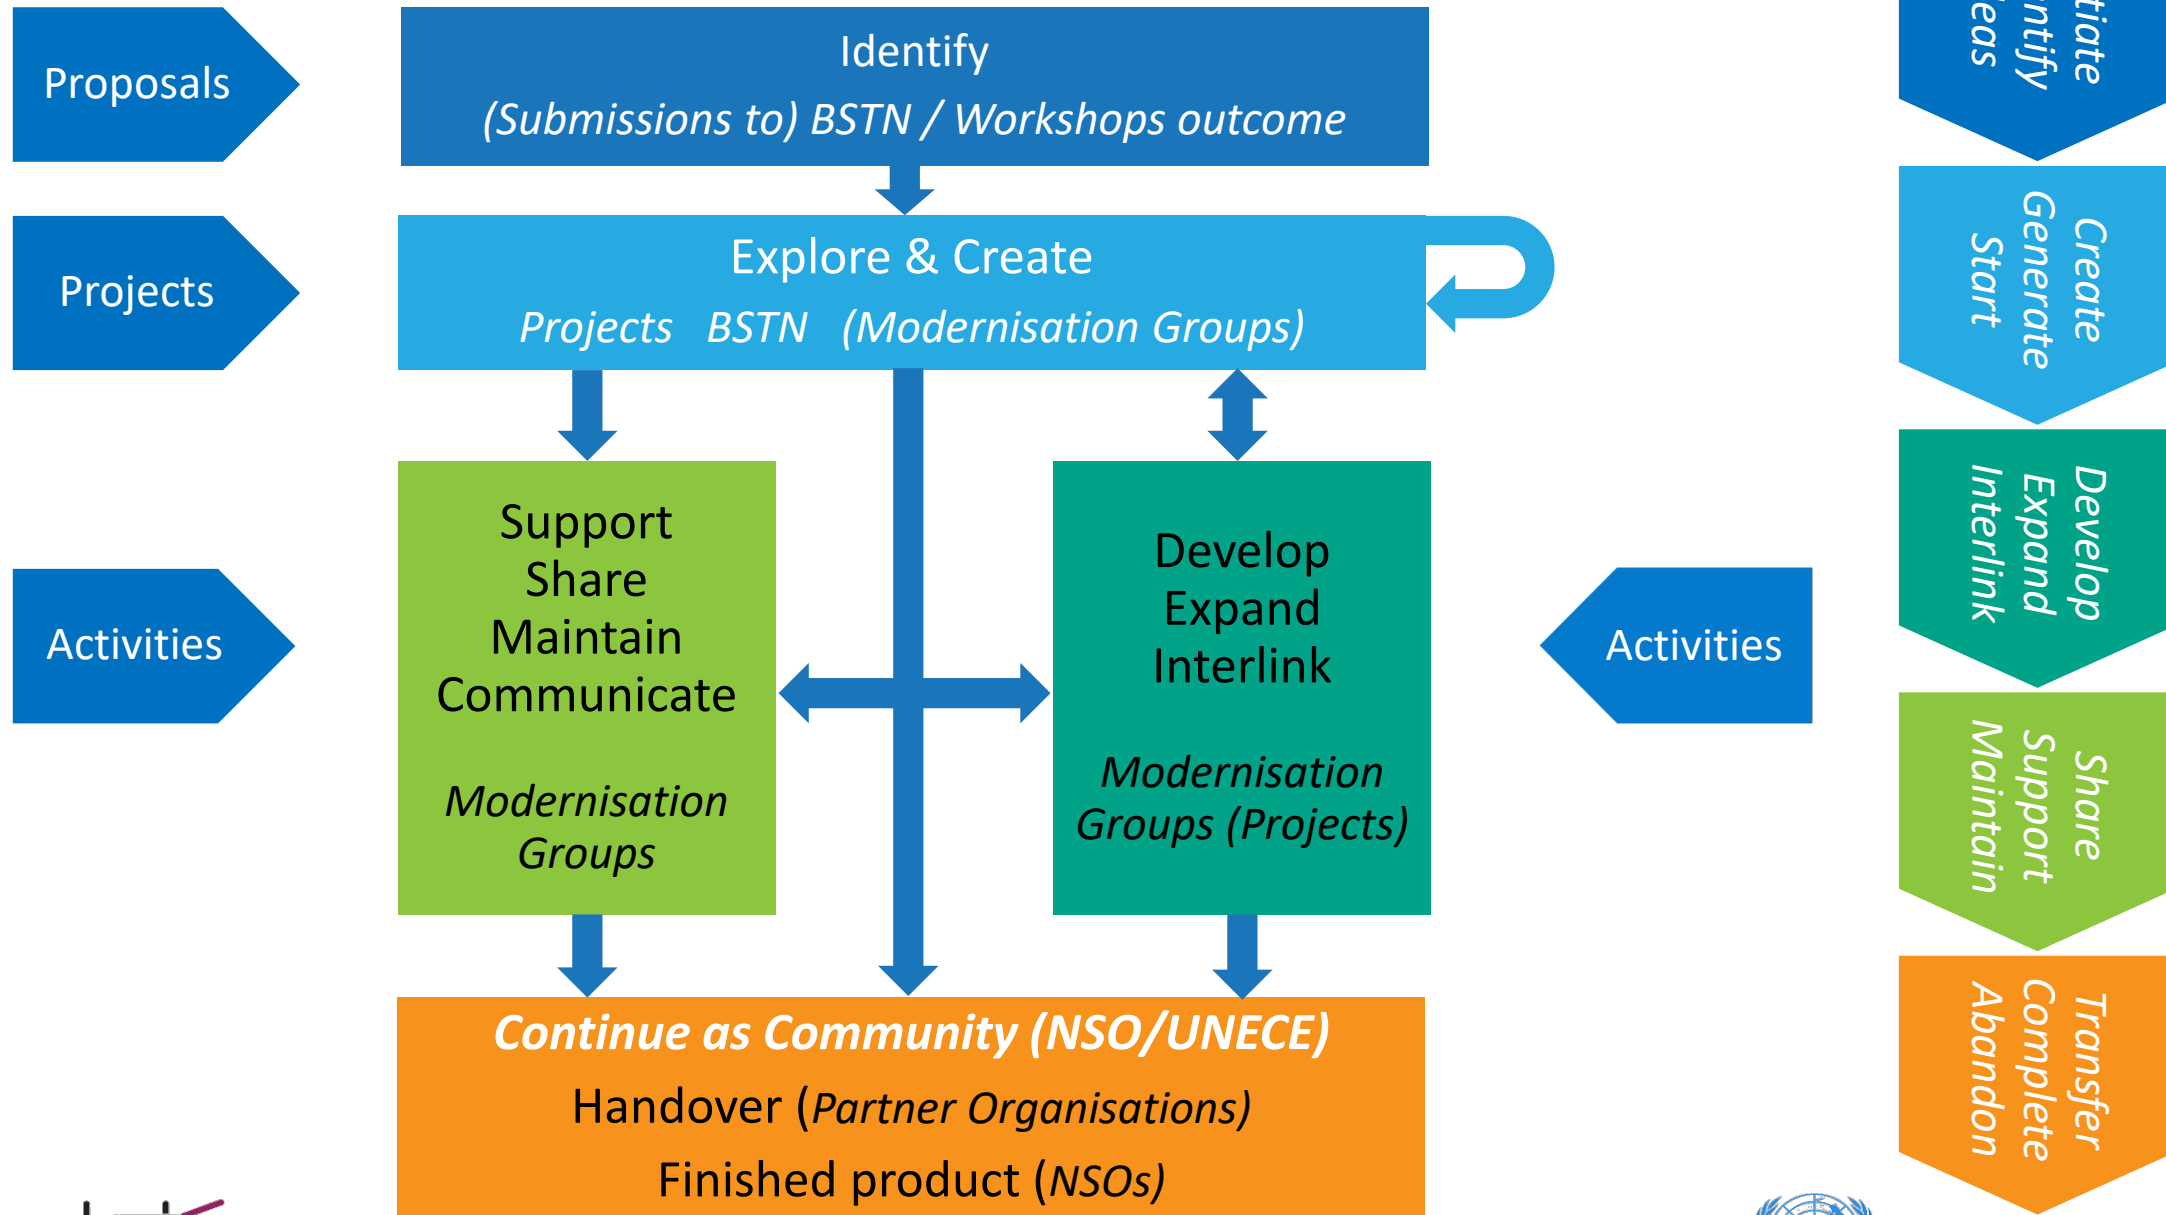 Proposals
Identify
(Submissions to) BSTN / Workshops outcome
Projects
Explore & Create
Projects BSTN (Modernisation Groups)
Activities
Support
Share
Maintain
Communicate
Modernisation
Groups
Develop
Expand
Interlink
Modernisation
Groups (Projects)
Activities
Continue as Community (NSO/UNECE)
Handover (Partner Organisations)
Finished product (NSOs)
Create
Generate
Start
Develop
Expand
Interlink
Share
Support
Maintain
Transfer
Complete
Abandon